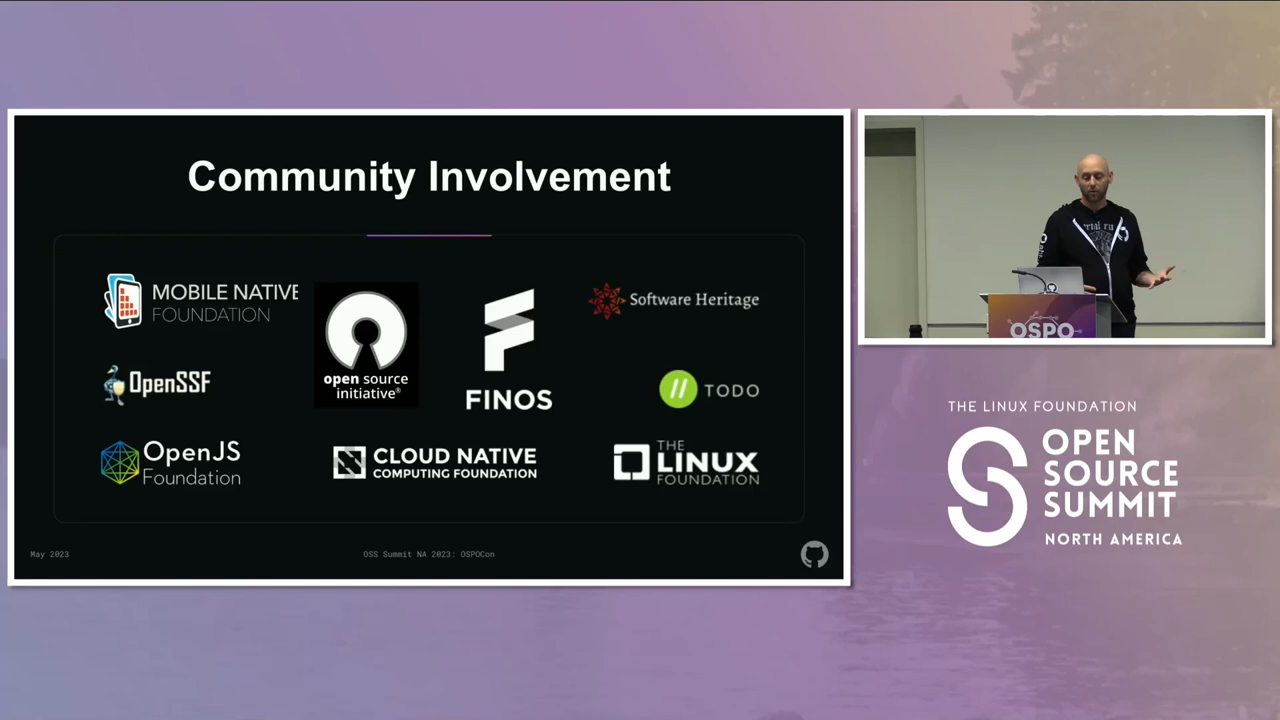 Community Involvement
MOBILE NATIVE
FOUNDATION
open source
initiative®
FINOS
Software Heritage
OpenSSF
TODO
OpenJS
Foundation
CLOUD NATIVE
COMPUTING FOUNDATION
THE
LINUX
FOUNDATION
May 2023
OSS Summit NA 2023: OSPOCon
OSPO
THE LINUX FOUNDATION
OPEN
SOURCE
SUMMIT
NORTH AMERICA